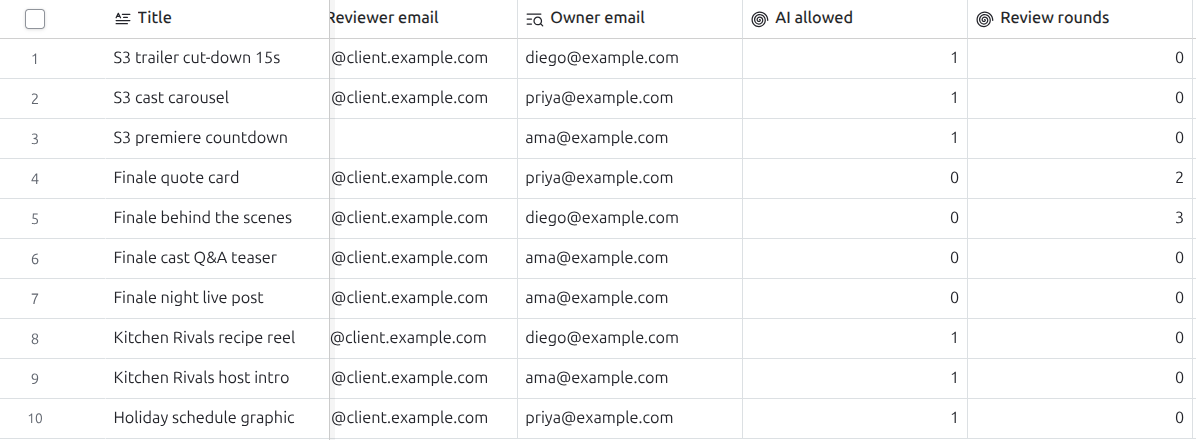 Title Reviewer email Owner email AI allowed Review rounds
1 S3 trailer cut-down 15s @client.example.com diego@example.com 1 0
2 S3 cast carousel @client.example.com priya@example.com 1 0
3 S3 premiere countdown ama@example.com 1 0
4 Finale quote card @client.example.com priya@example.com 0 2
5 Finale behind the scenes @client.example.com diego@example.com 0 3
6 Finale cast Q&A teaser @client.example.com ama@example.com 0 0
7 Finale night live post @client.example.com ama@example.com 0 0
8 Kitchen Rivals recipe reel @client.example.com diego@example.com 1 0
9 Kitchen Rivals host intro @client.example.com ama@example.com 1 0
10 Holiday schedule graphic @client.example.com priya@example.com 1 0